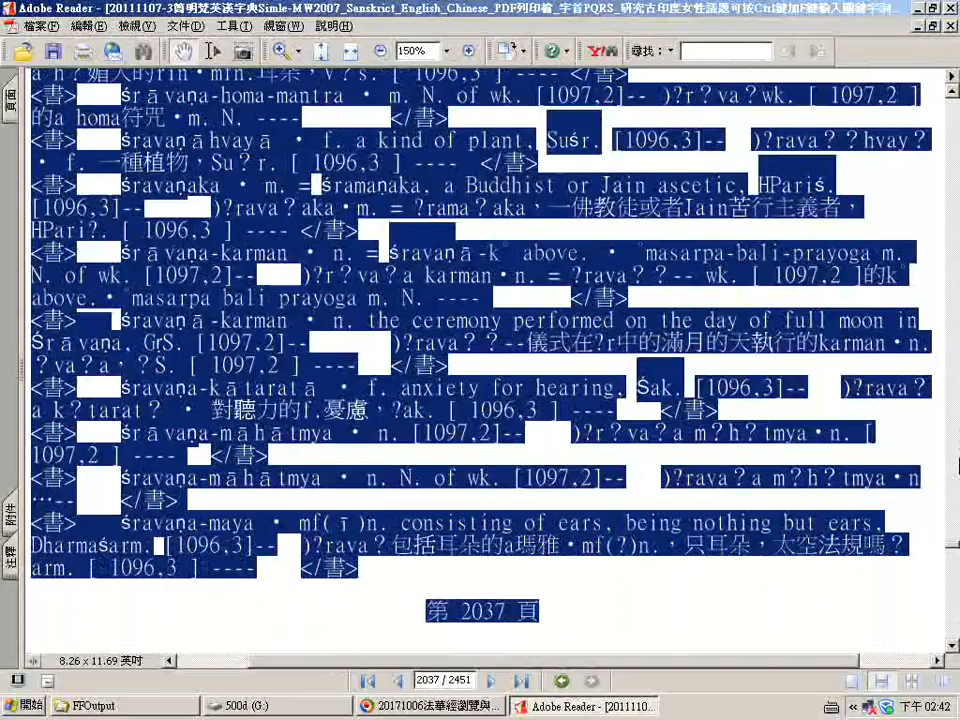 Adobe Reader - [20111107-3簡明梵英漢字典Simle-MW2007_Sanskrict_English_Chinese_PDF列印檔_字首PQRS_研究古印度女性議題可按Ctrl鍵加F鍵輸入關鍵字詞
檔案(F) 編輯(E) 檢視(V) 文件(D) 工具(T) 視窗(W) 說明(H)
150% 尋找:
<書> śrāvaṇa-homa-mantra ‧ m. N. of wk. [1097,2]-- )?r?va?wk. [ 1097,2 ]
的a homa符咒‧m. N. ---- </書>
<書> śravaṇāhvayā ‧ f. a kind of plant, Suśr. [1096,3]-- )?rava??hvay?
‧ f. 一種植物,Su?r. [ 1096,3 ] ---- </書>
<書> śravaṇaka ‧ m. = śramaṇaka, a Buddhist or Jain ascetic, HPariś.
[1096,3]-- )?rava?aka‧m. = ?rama?aka,一佛教徒或者Jain苦行主義者,
HPari?. [ 1096,3 ] ---- </書>
<書> śrāvaṇa-karman ‧ n. = śravaṇā-k° above. ‧ °masarpa-bali-prayoga m.
N. of wk. [1097,2]-- )?r?va?a karman‧n. = ?rava??-- wk. [ 1097,2 ]的k°
above.‧°masarpa bali prayoga m. N. ---- </書>
<書> śravaṇā-karman ‧ n. the ceremony performed on the day of full moon in
Śrāvaṇa, GṛS. [1097,2]-- )?rava??--儀式在?r中的滿月的天執行的karman‧n.
?va?a,?S. [ 1097,2 ] ---- </書>
<書> śravaṇa-kātaratā ‧ f. anxiety for hearing, Śak. [1096,3]-- )?rava?
a k?tarat? ‧ 對聽力的f.憂慮,?ak. [ 1096,3 ] ---- </書>
<書> śrāvaṇa-māhātmya ‧ n. [1097,2]-- )?r?va?a m?h?tmya‧n. [
1097,2 ] ---- </書>
<書> śravaṇa-māhātmya ‧ n. N. of wk. [1097,2]-- )?rava?a m?h?tmya‧n
…-- </書>
<書> śravaṇa-maya ‧ mf(ī)n. consisting of ears, being nothing but ears,
Dharmaśarm. [1096,3]-- )?rava?包括耳朵的a瑪雅‧mf(?)n.,只耳朵,太空法規嗎?
arm. [ 1096,3 ] ---- </書>
第 2037 頁
8.26 x 11.69 英吋
2037 / 2451
頁面
附件
注釋
開始 FFOutput 500d (G:) 20171006法華經瀏覽與... Adobe Reader - [2011110... 下午 02:42